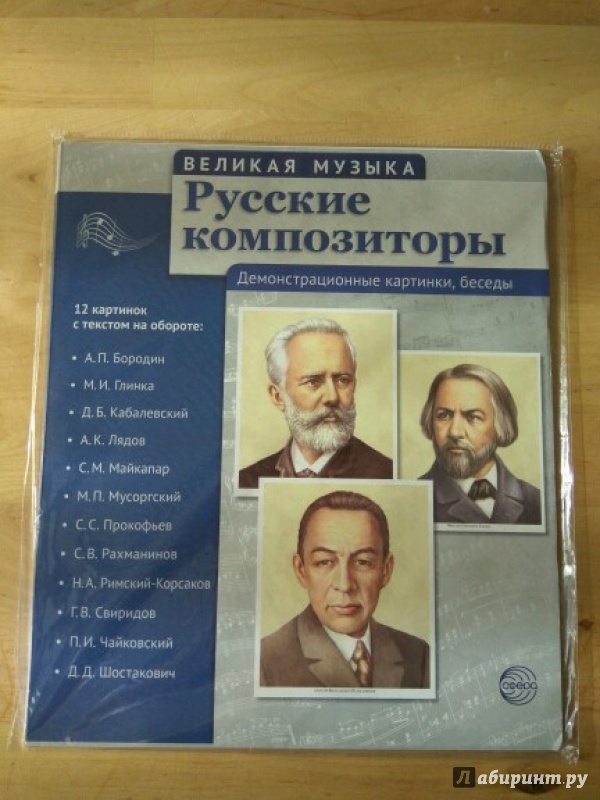 ВЕЛИКАЯ МУЗЫКА
Русские
композиторы
Демонстрационные картинки, беседы
12 картинок
с текстом на обороте:
• А.П. Бородин
• М.И. Глинка
• Д.Б. Кабалевский
• А.К. Лядов
• С.М. Майкапар
• М.П. Мусоргский
• С.С. Прокофьев
• С.В. Рахманинов
• Н.А. Римский-Корсаков
• Г.В. Свиридов
• П.И. Чайковский
• Д.Д. Шостакович
сфера
Лабиринт.ру